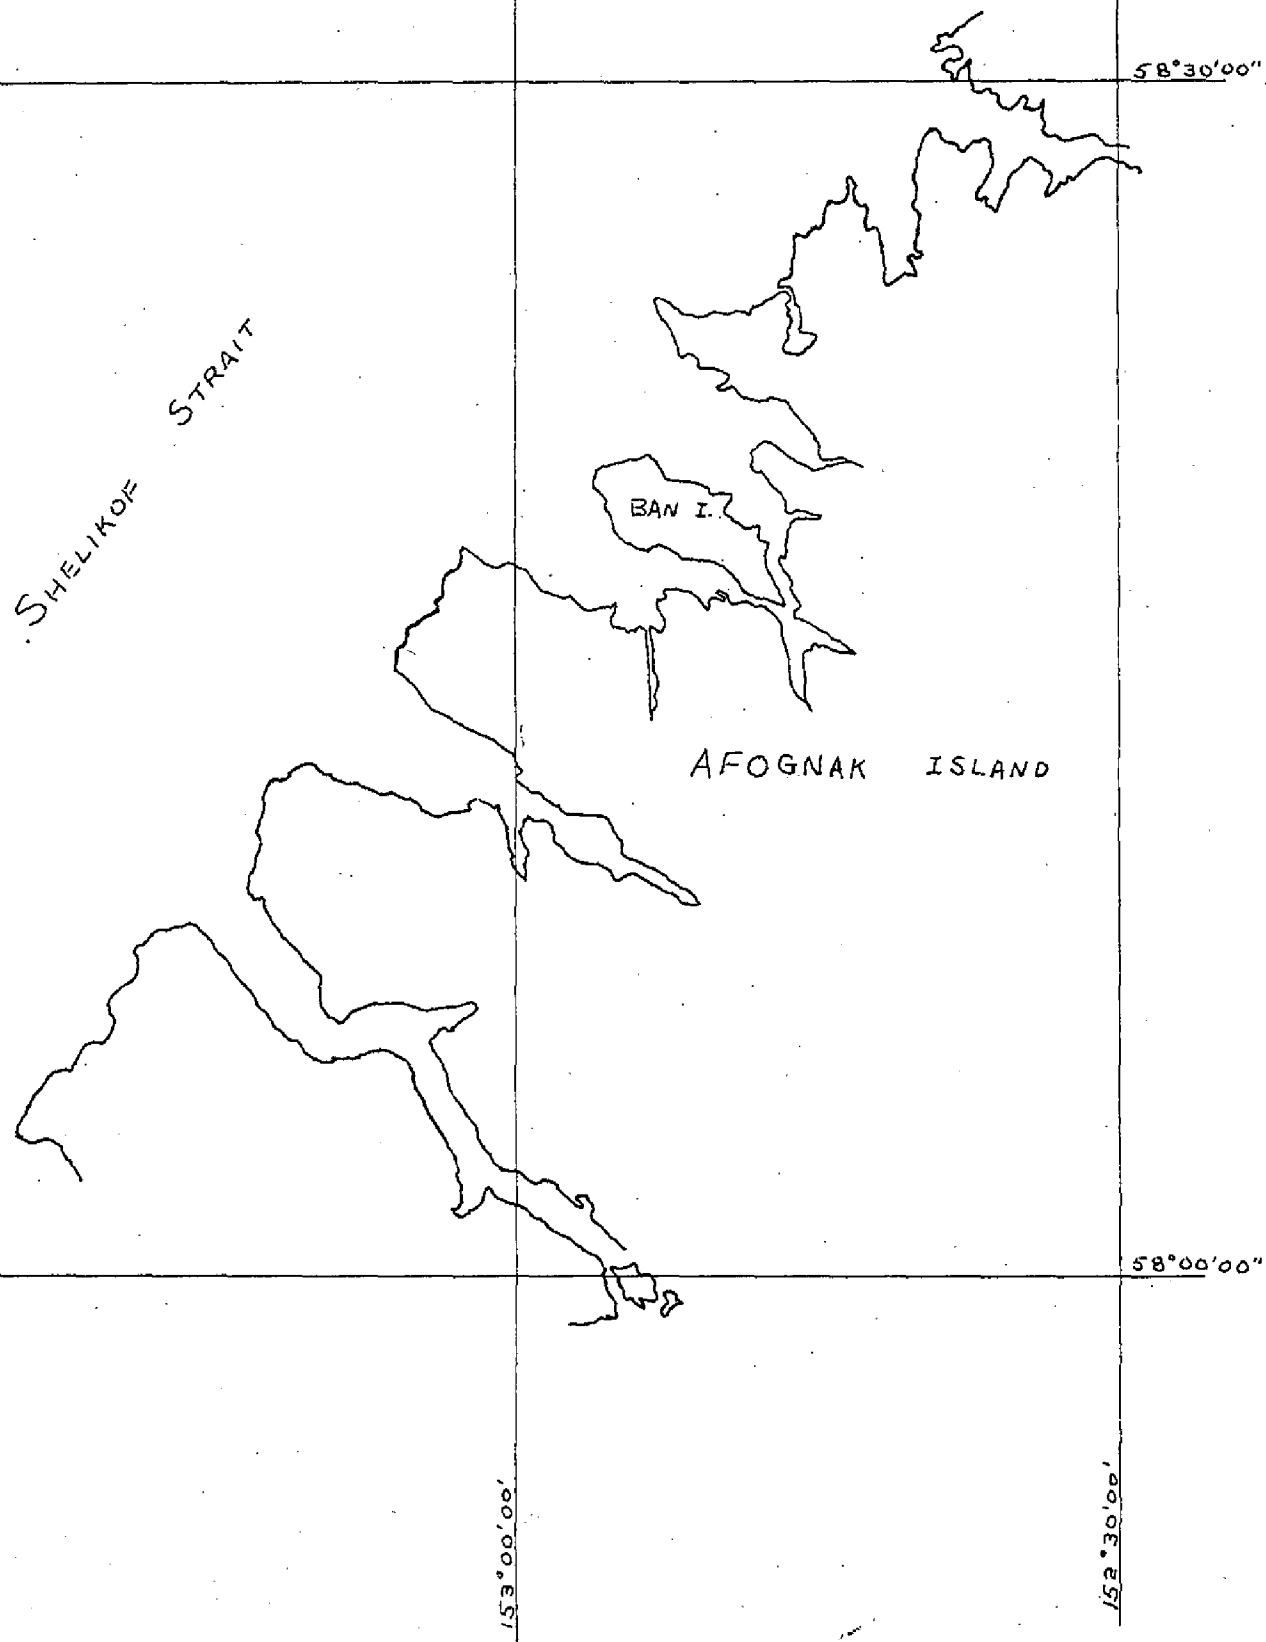 58°30'00"
SHELIKOF STRAIT
BAN I.
AFOGNAK ISLAND
58°00'00"
153°00'00'
152°30'00'